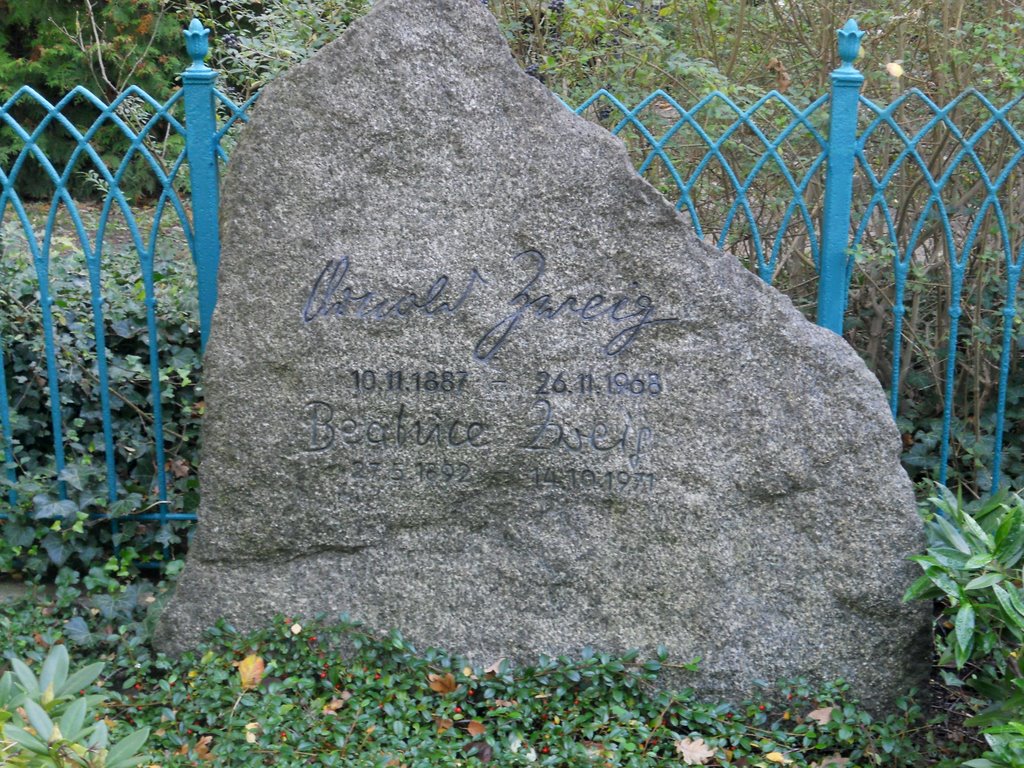 Arnold Zweig
10.11.1887 - 26.11.1968
Beatrice Zweig
27.5.1892 - 14.10.1971